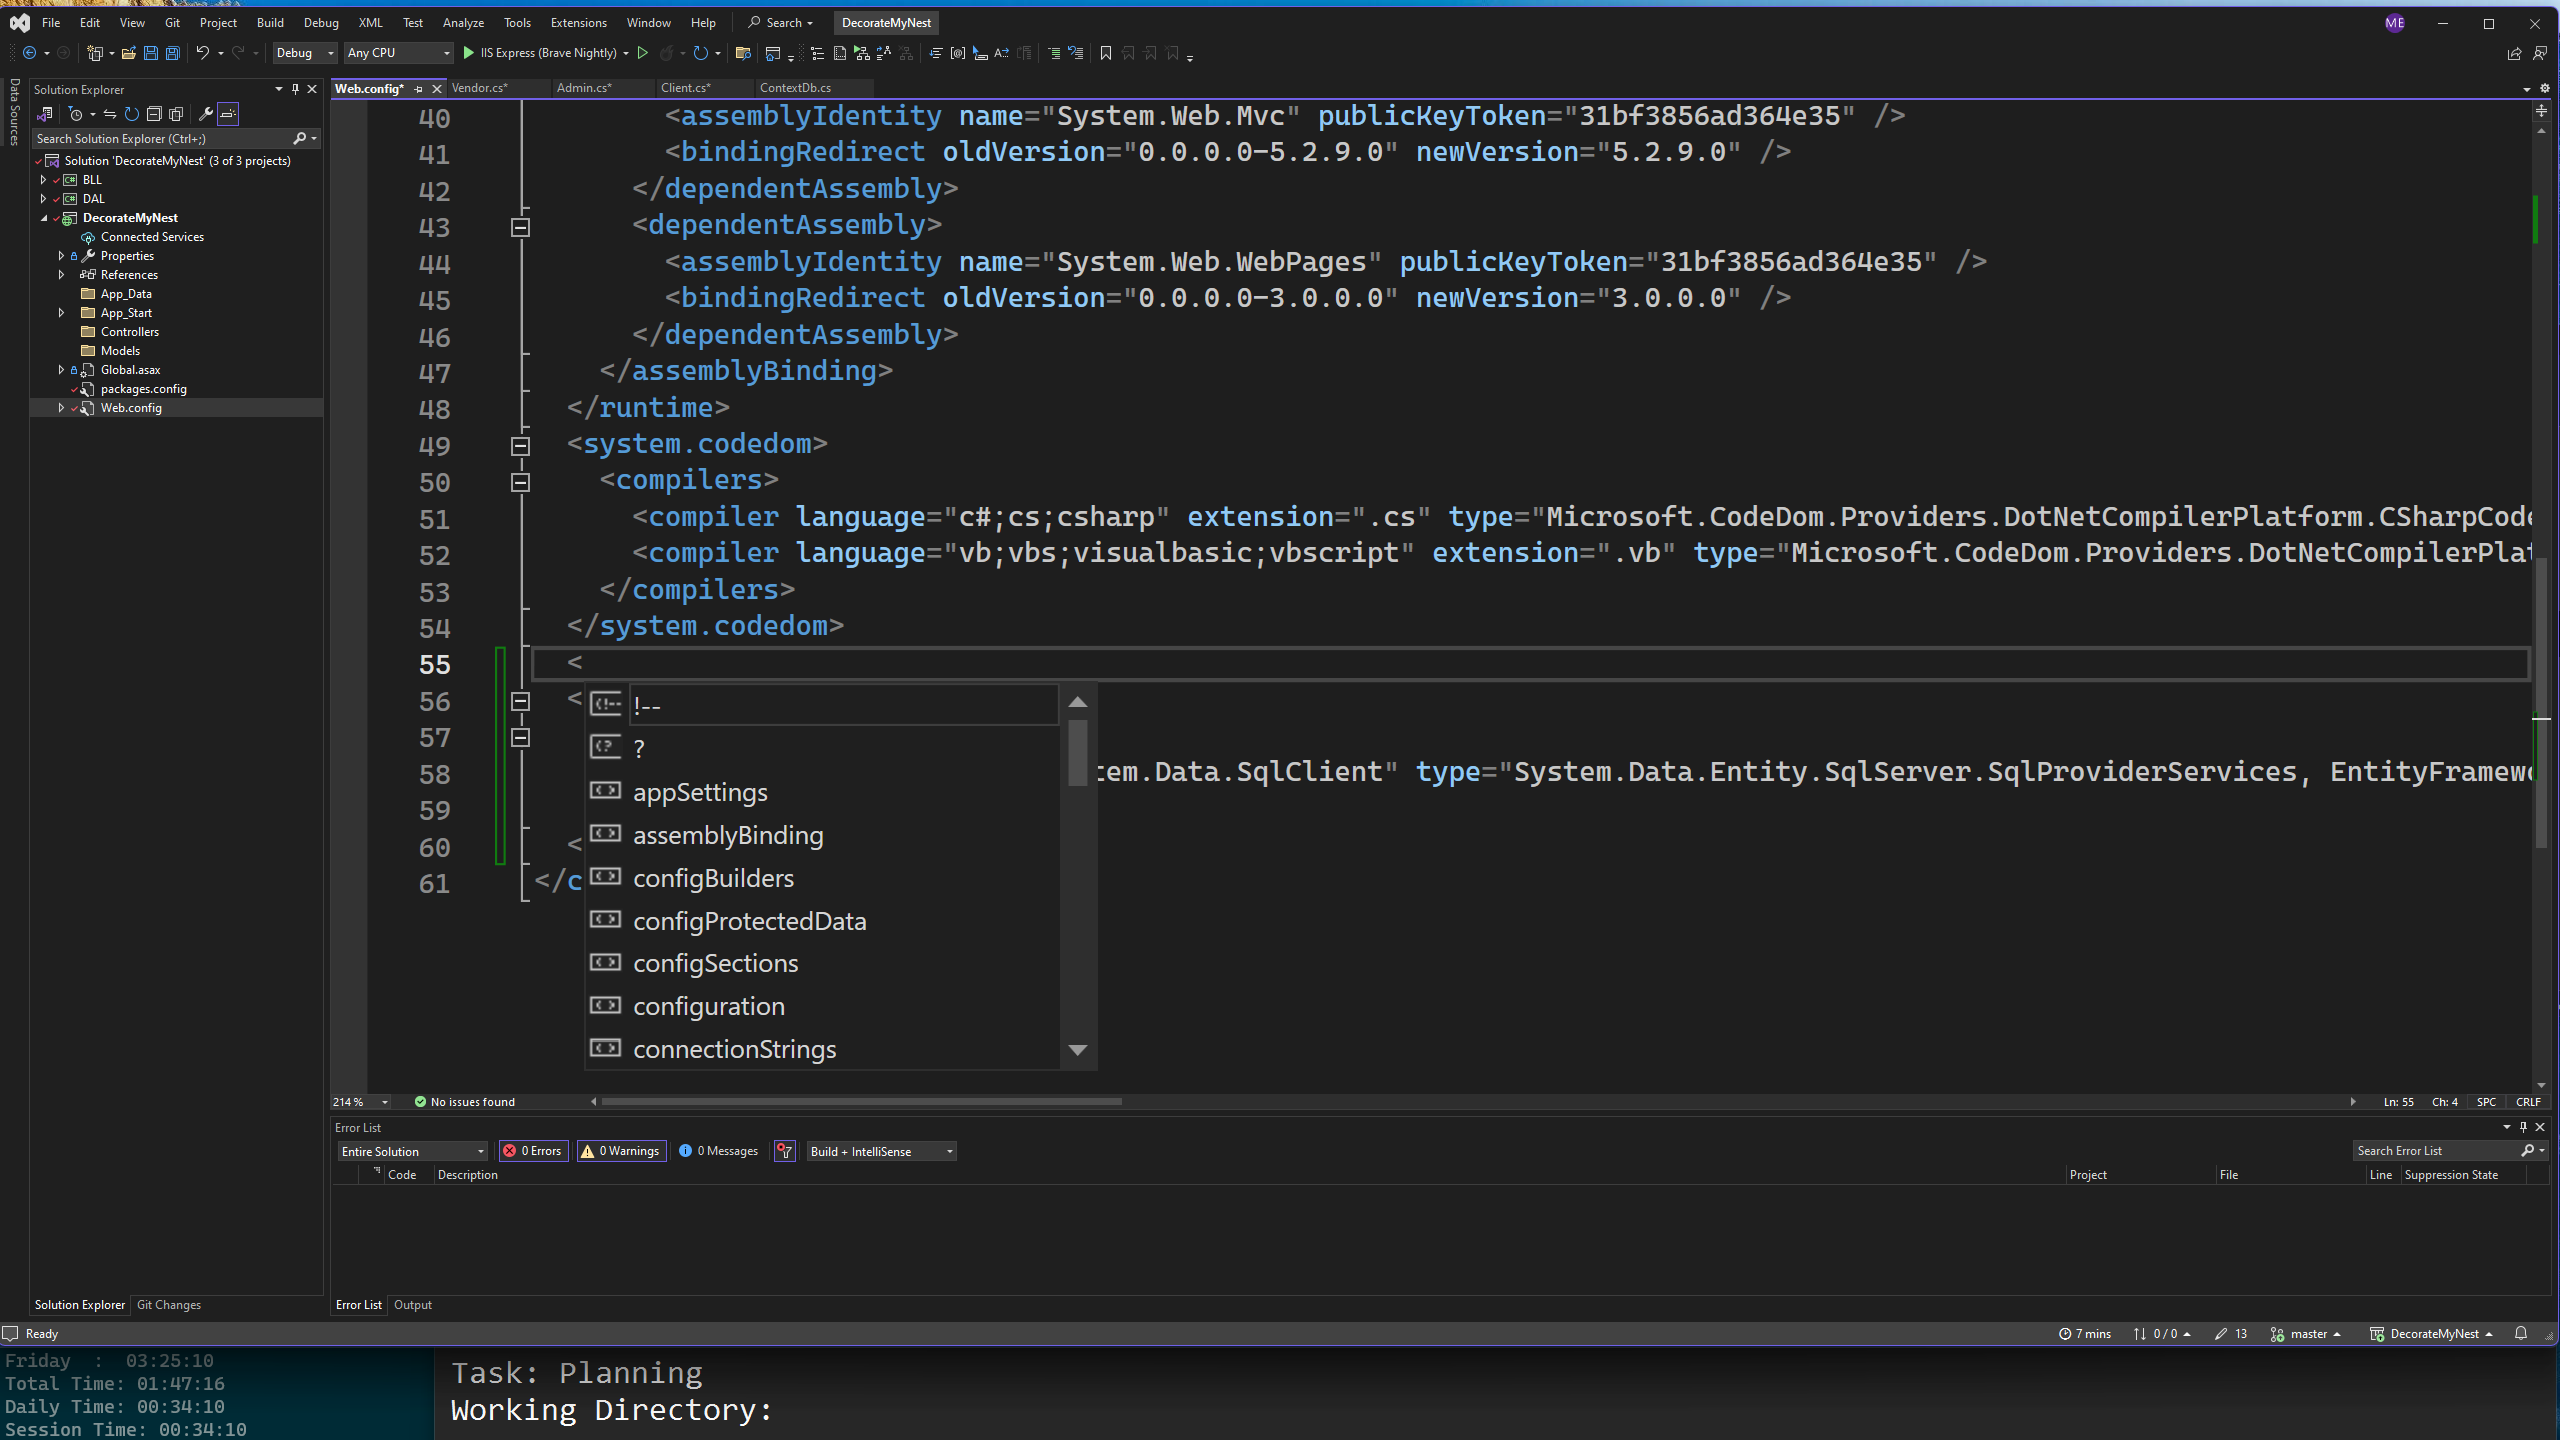 File Edit View Git Project Build Debug XML Test Analyze Tools Extensions Window Help Search DecorateMyNest ME
Debug Any CPU IIS Express (Brave Nightly)
Data Sources
Solution Explorer
Search Solution Explorer (Ctrl+;)
Solution 'DecorateMyNest' (3 of 3 projects)
BLL
DAL
DecorateMyNest
Connected Services
Properties
References
App_Data
App_Start
Controllers
Models
Global.asax
packages.config
Web.config
Solution Explorer Git Changes
Web.config* Vendor.cs* Admin.cs* Client.cs* ContextDb.cs
40 <assemblyIdentity name="System.Web.Mvc" publicKeyToken="31bf3856ad364e35" />
41 <bindingRedirect oldVersion="0.0.0.0-5.2.9.0" newVersion="5.2.9.0" />
42 </dependentAssembly>
43 <dependentAssembly>
44 <assemblyIdentity name="System.Web.WebPages" publicKeyToken="31bf3856ad364e35" />
45 <bindingRedirect oldVersion="0.0.0.0-3.0.0.0" newVersion="3.0.0.0" />
46 </dependentAssembly>
47 </assemblyBinding>
48 </runtime>
49 <system.codedom>
50 <compilers>
51 <compiler language="c#;cs;csharp" extension=".cs" type="Microsoft.CodeDom.Providers.DotNetCompilerPlatform.CSharpCode
52 <compiler language="vb;vbs;visualbasic;vbscript" extension=".vb" type="Microsoft.CodeDom.Providers.DotNetCompilerPlat
53 </compilers>
54 </system.codedom>
55 <
56 <
57
58 tem.Data.SqlClient" type="System.Data.Entity.SqlServer.SqlProviderServices, EntityFramewo
59
60 <
61 </c
!--
?
appSettings
assemblyBinding
configBuilders
configProtectedData
configSections
configuration
connectionStrings
214 % No issues found Ln: 55 Ch: 4 SPC CRLF
Error List
Entire Solution 0 Errors 0 Warnings 0 Messages Build + IntelliSense Search Error List
Code Description Project File Line Suppression State
Error List Output
Ready 7 mins 0 / 0 13 master DecorateMyNest
Friday : 03:25:10
Total Time: 01:47:16
Daily Time: 00:34:10
Session Time: 00:34:10
Task: Planning
Working Directory: